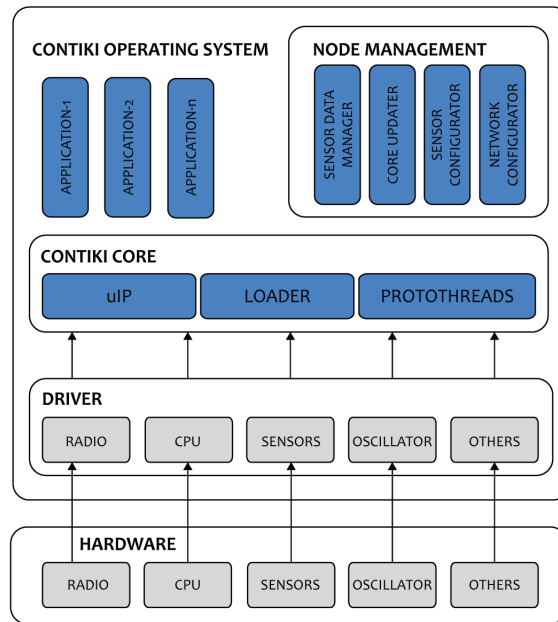 CONTIKI OPERATING SYSTEM
APPLICATION-1
APPLICATION-2
APPLICATION-n
NODE MANAGEMENT
SENSOR DATA
MANAGER
CORE UPDATER
SENSOR
CONFIGURATOR
NETWORK
CONFIGURATOR
CONTIKI CORE
uIP
LOADER
PROTOTHREADS
DRIVER
RADIO
CPU
SENSORS
OSCILLATOR
OTHERS
HARDWARE
RADIO
CPU
SENSORS
OSCILLATOR
OTHERS